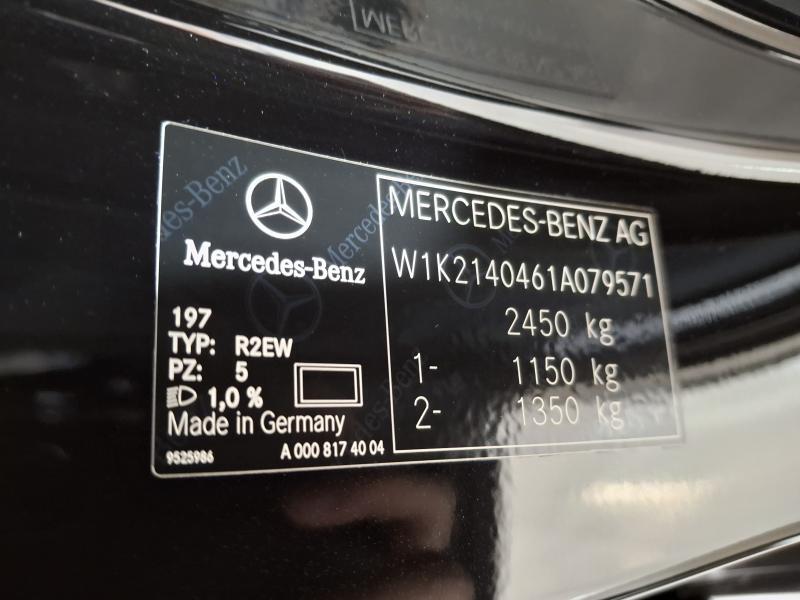 Mercedes-Benz
197
TYP: R2EW
PZ: 5
1,0 %
Made in Germany
9525986
A 000 817 40 04
MERCEDES-BENZ AG
W1K2140461A079571
2450 kg
1- 1150 kg
2- 1350 kg